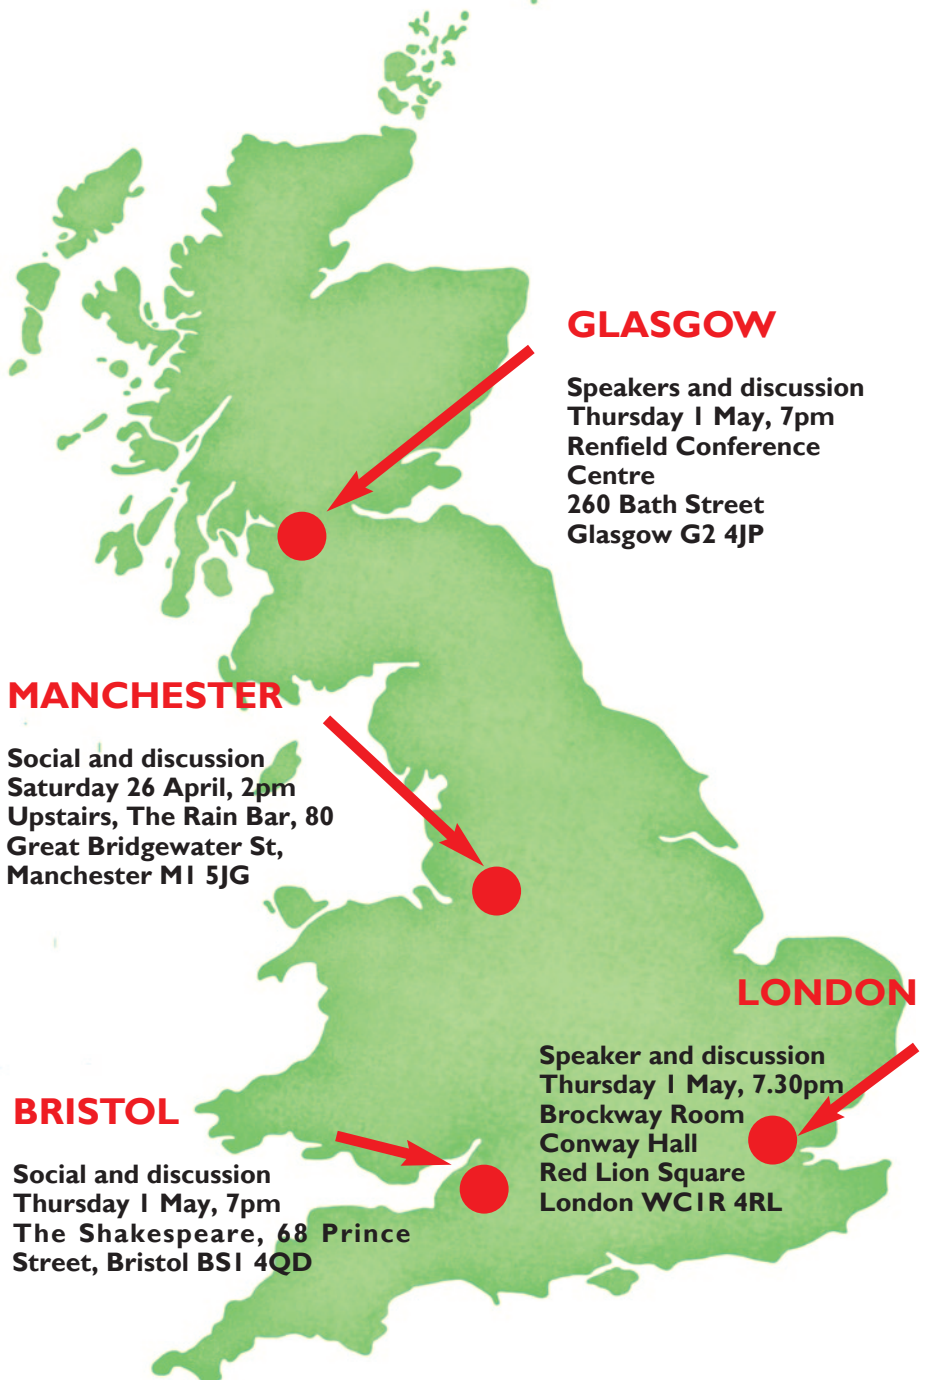 GLASGOW
Speakers and discussion
Thursday 1 May, 7pm
Renfield Conference
Centre
260 Bath Street
Glasgow G2 4JP
MANCHESTER
Social and discussion
Saturday 26 April, 2pm
Upstairs, The Rain Bar, 80
Great Bridgewater St,
Manchester M1 5JG
LONDON
Speaker and discussion
Thursday 1 May, 7.30pm
Brockway Room
Conway Hall
Red Lion Square
London WC1R 4RL
BRISTOL
Social and discussion
Thursday 1 May, 7pm
The Shakespeare, 68 Prince
Street, Bristol BS1 4QD